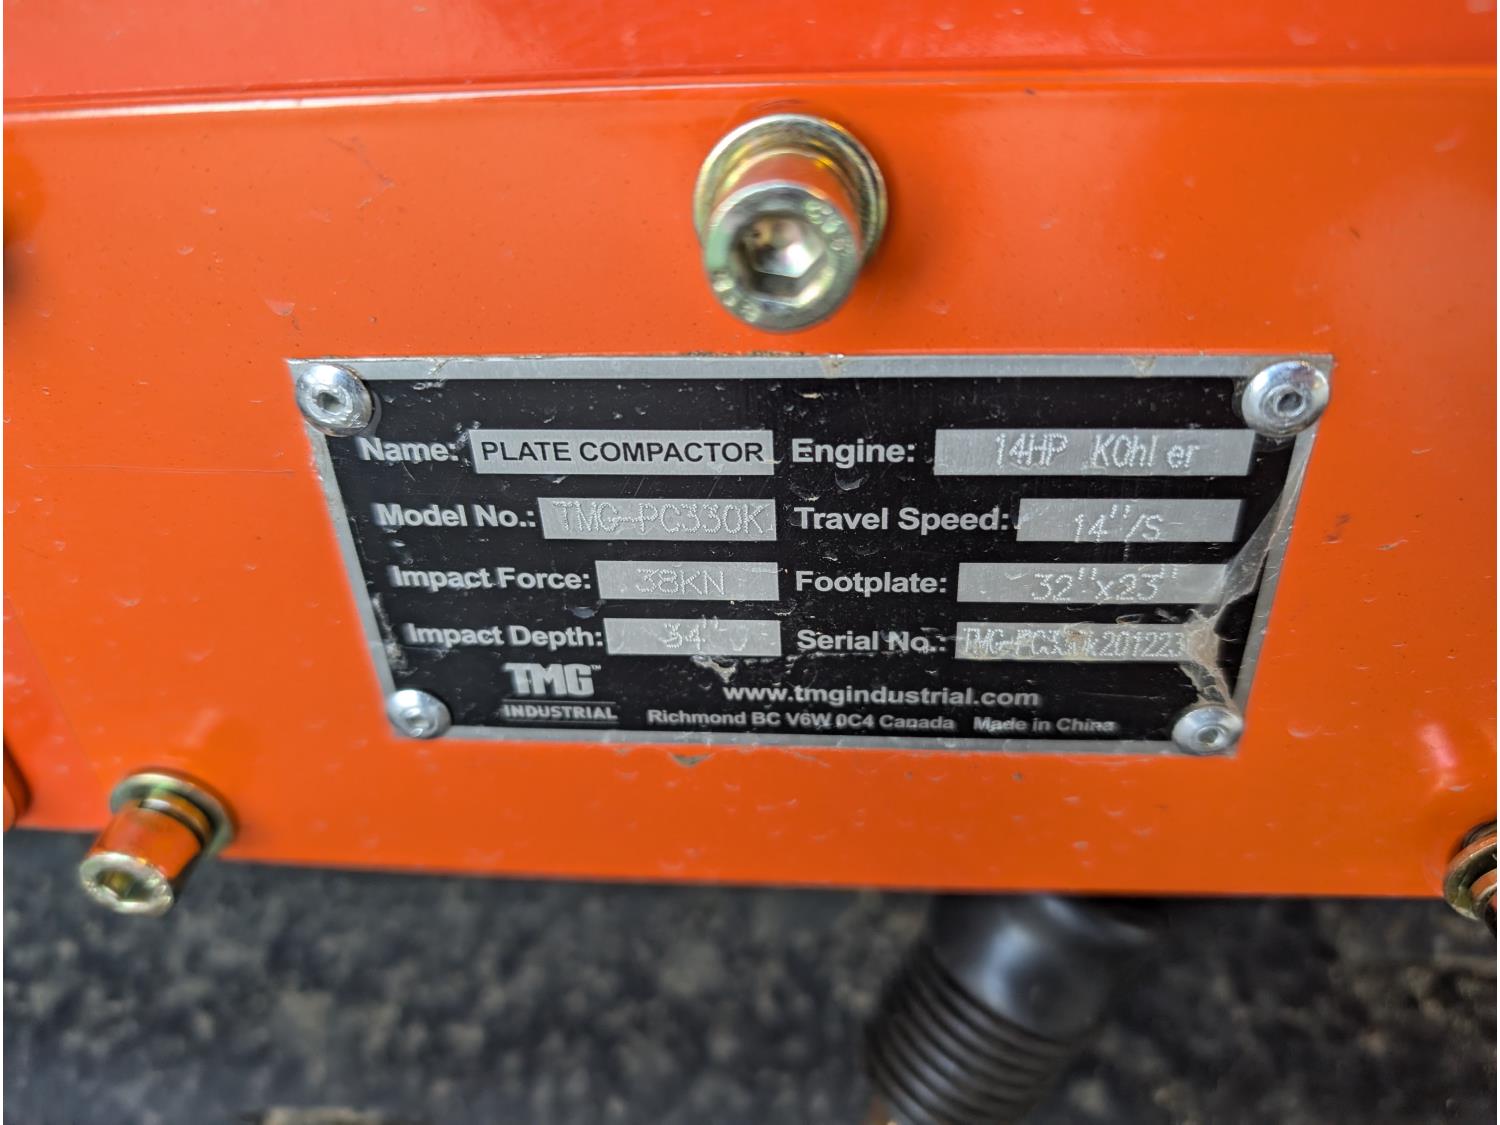 Name: PLATE COMPACTOR Engine: 14HP KOhler
Model No.: TMG-PC330K Travel Speed: 14"/S
Impact Force: 38KN Footplate: 32"x23"
Impact Depth: 34" Serial No.:
TMG™
INDUSTRIAL
www.tmgindustrial.com
Richmond BC V6W 0C4 Canada Made in China